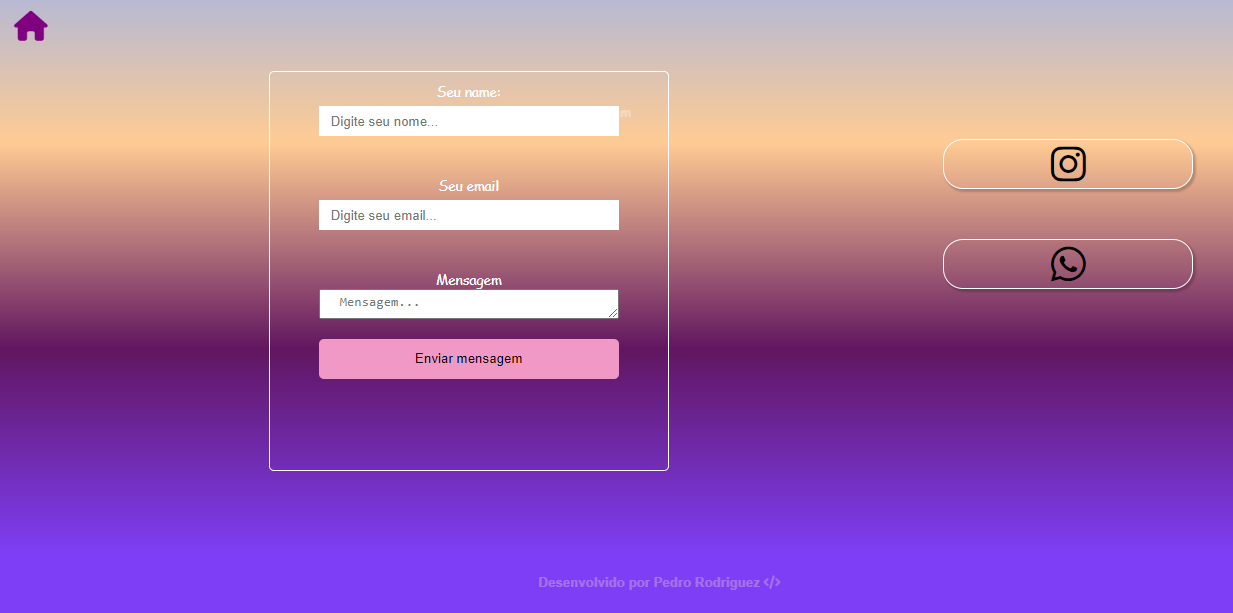 Seu name:
Digite seu nome...
Seu email
Digite seu email...
Mensagem
Mensagem...
Enviar mensagem
Desenvolvido por Pedro Rodriguez </>